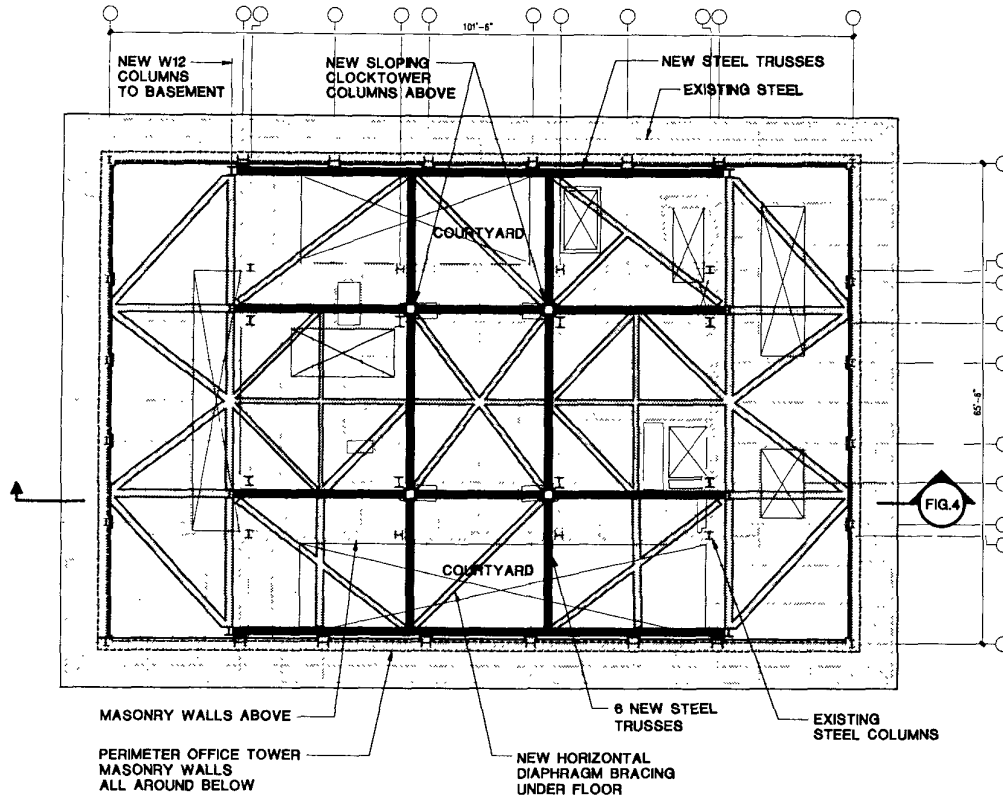 101'-6"
NEW W12
COLUMNS
TO BASEMENT
NEW SLOPING
CLOCKTOWER
COLUMNS ABOVE
NEW STEEL TRUSSES
EXISTING STEEL
COURTYARD
65'-6"
FIG.4
COURTYARD
MASONRY WALLS ABOVE
6 NEW STEEL
TRUSSES
EXISTING
STEEL COLUMNS
PERIMETER OFFICE TOWER
MASONRY WALLS
ALL AROUND BELOW
NEW HORIZONTAL
DIAPHRAGM BRACING
UNDER FLOOR